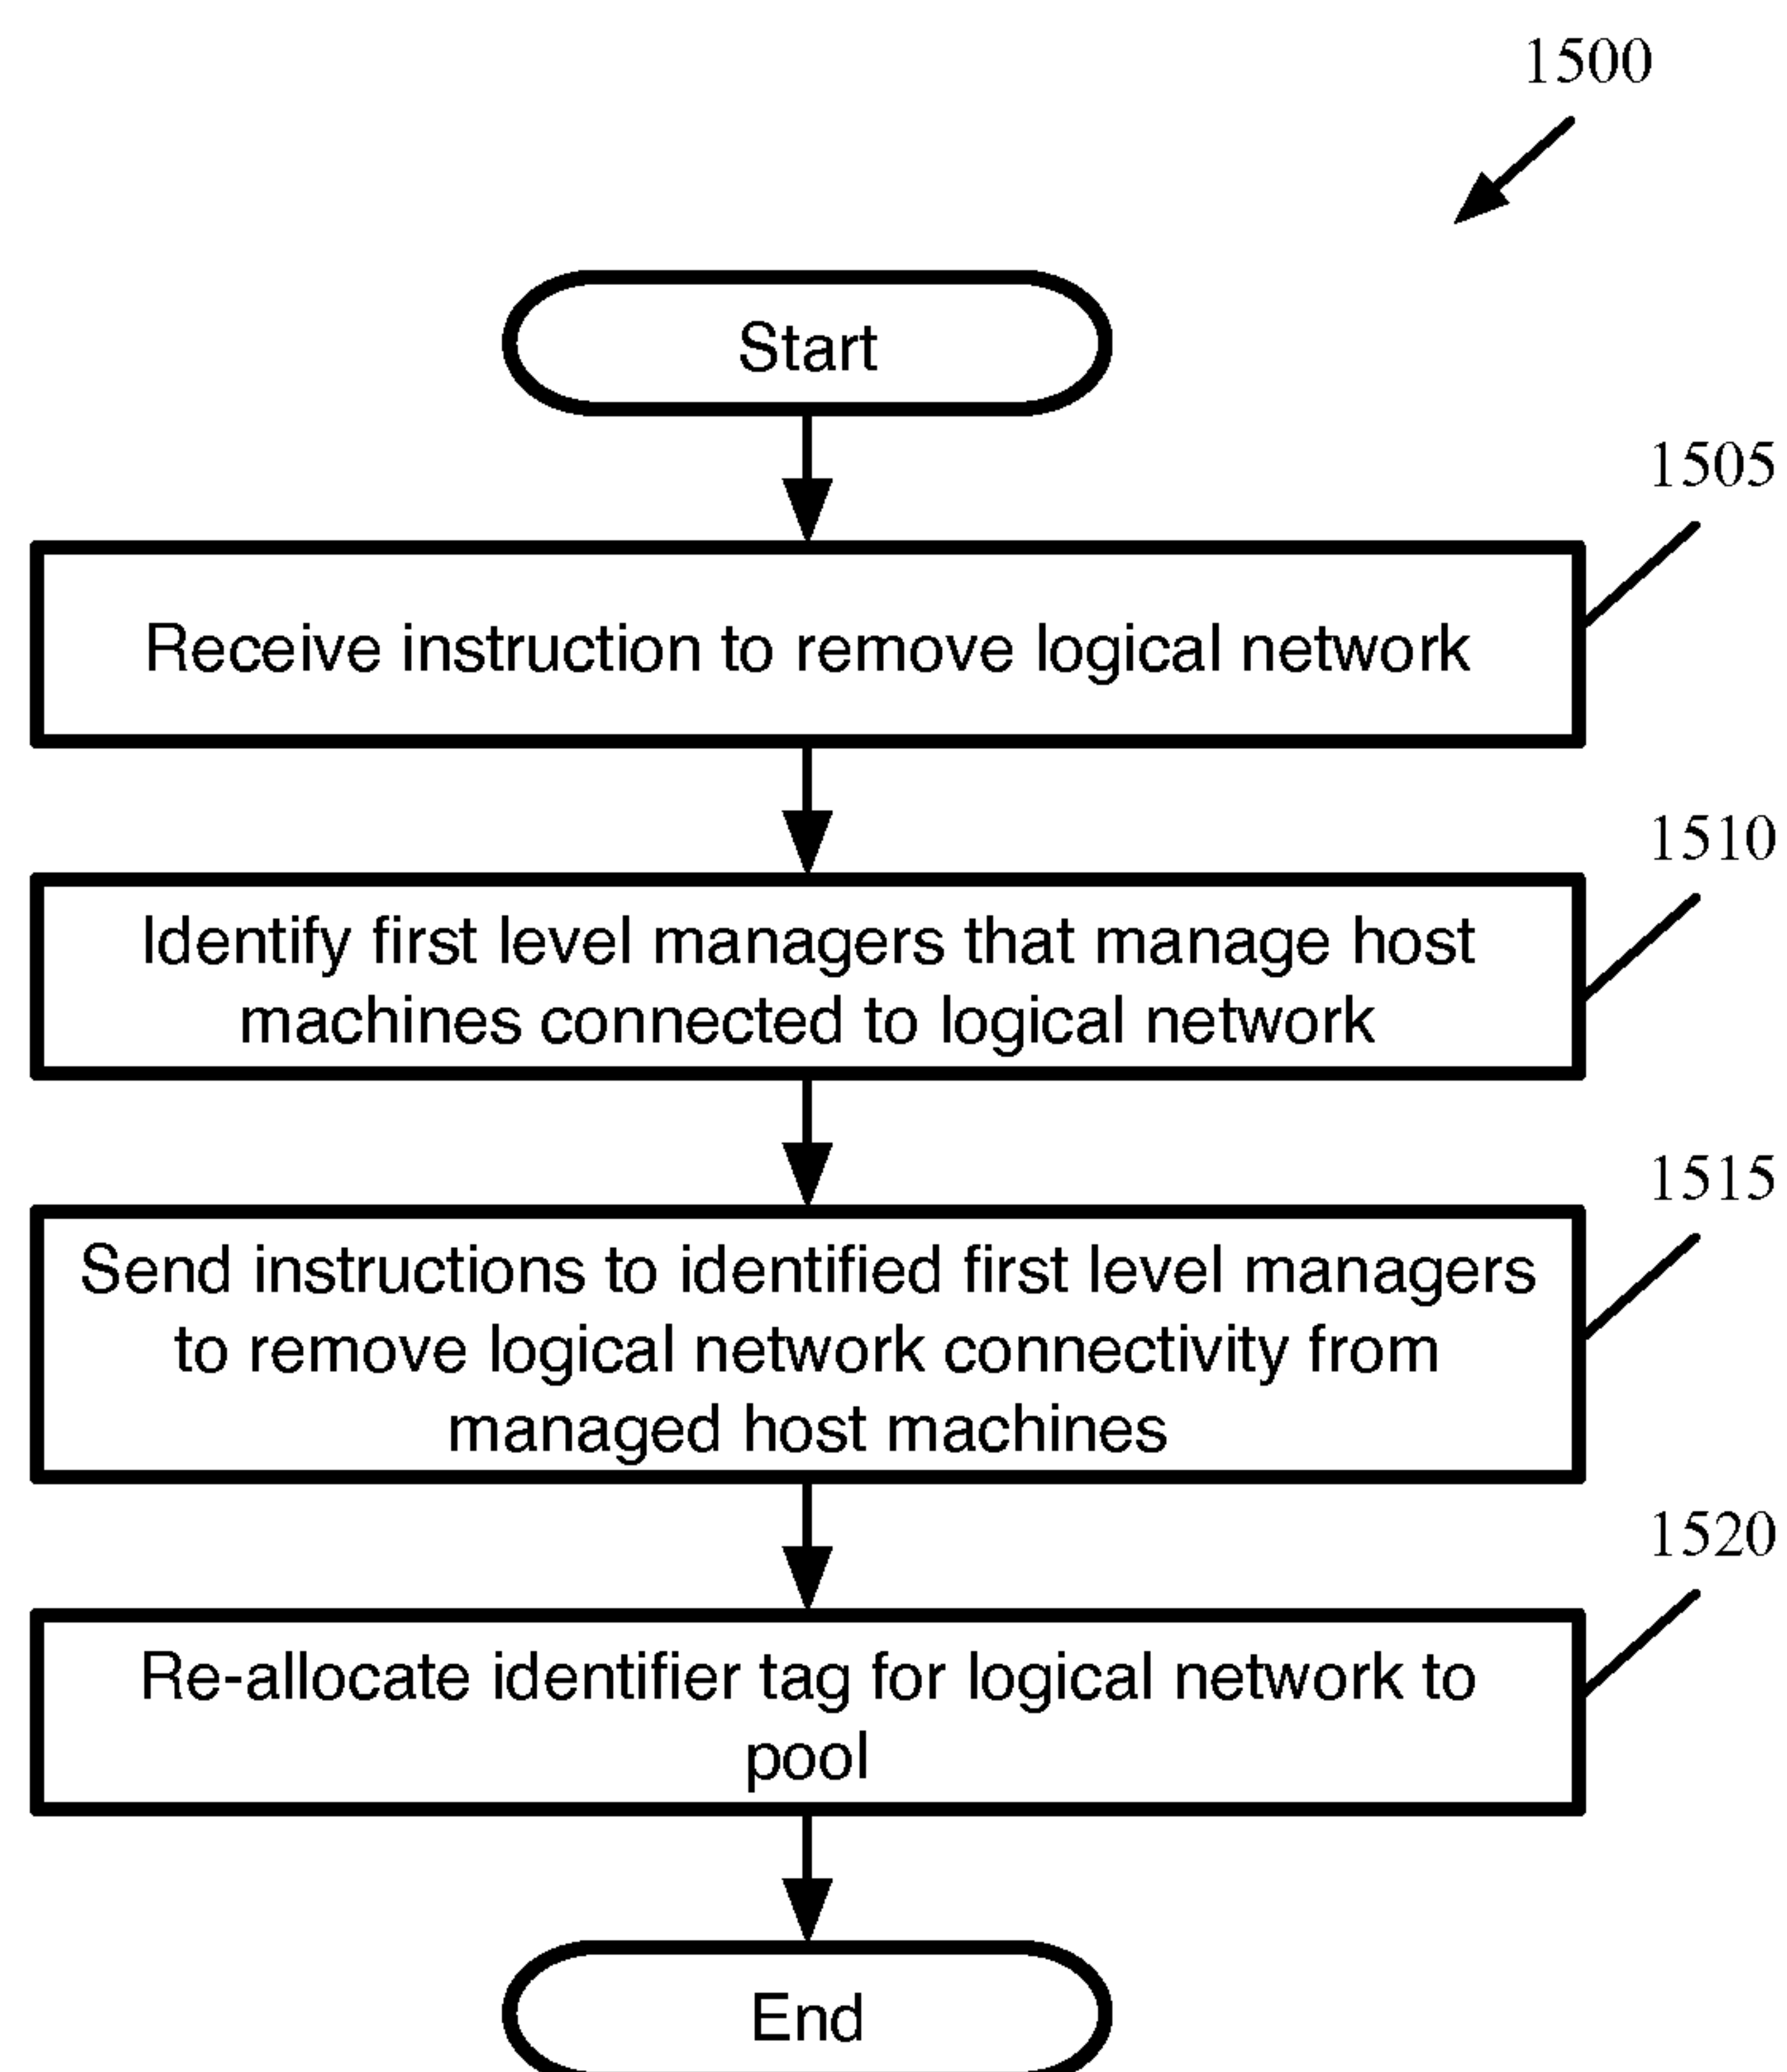 1500
Start
1505
Receive instruction to remove logical network
1510
Identify first level managers that manage host
machines connected to logical network
1515
Send instructions to identified first level managers
to remove logical network connectivity from
managed host machines
1520
Re-allocate identifier tag for logical network to
pool
End